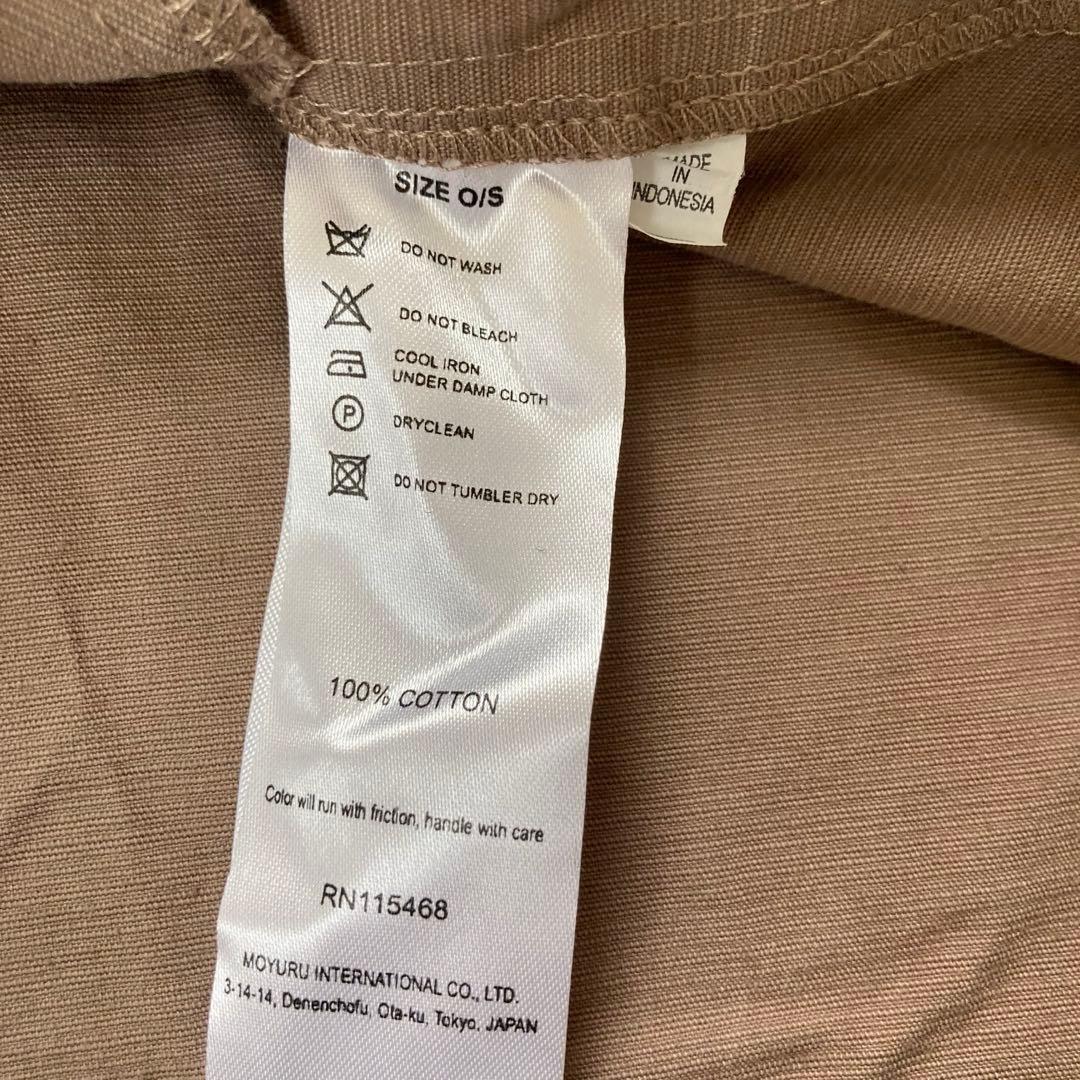 SIZE O/S
DO NOT WASH
DO NOT BLEACH
COOL IRON
UNDER DAMP CLOTH
P
DRYCLEAN
DO NOT TUMBLER DRY
100% COTTON
Color will run with friction, handle with care
RN115468
MOYURU INTERNATIONAL CO., LTD.
3-14-14, Denenchofu, Ota-ku, Tokyo, JAPAN
MADE
IN
INDONESIA